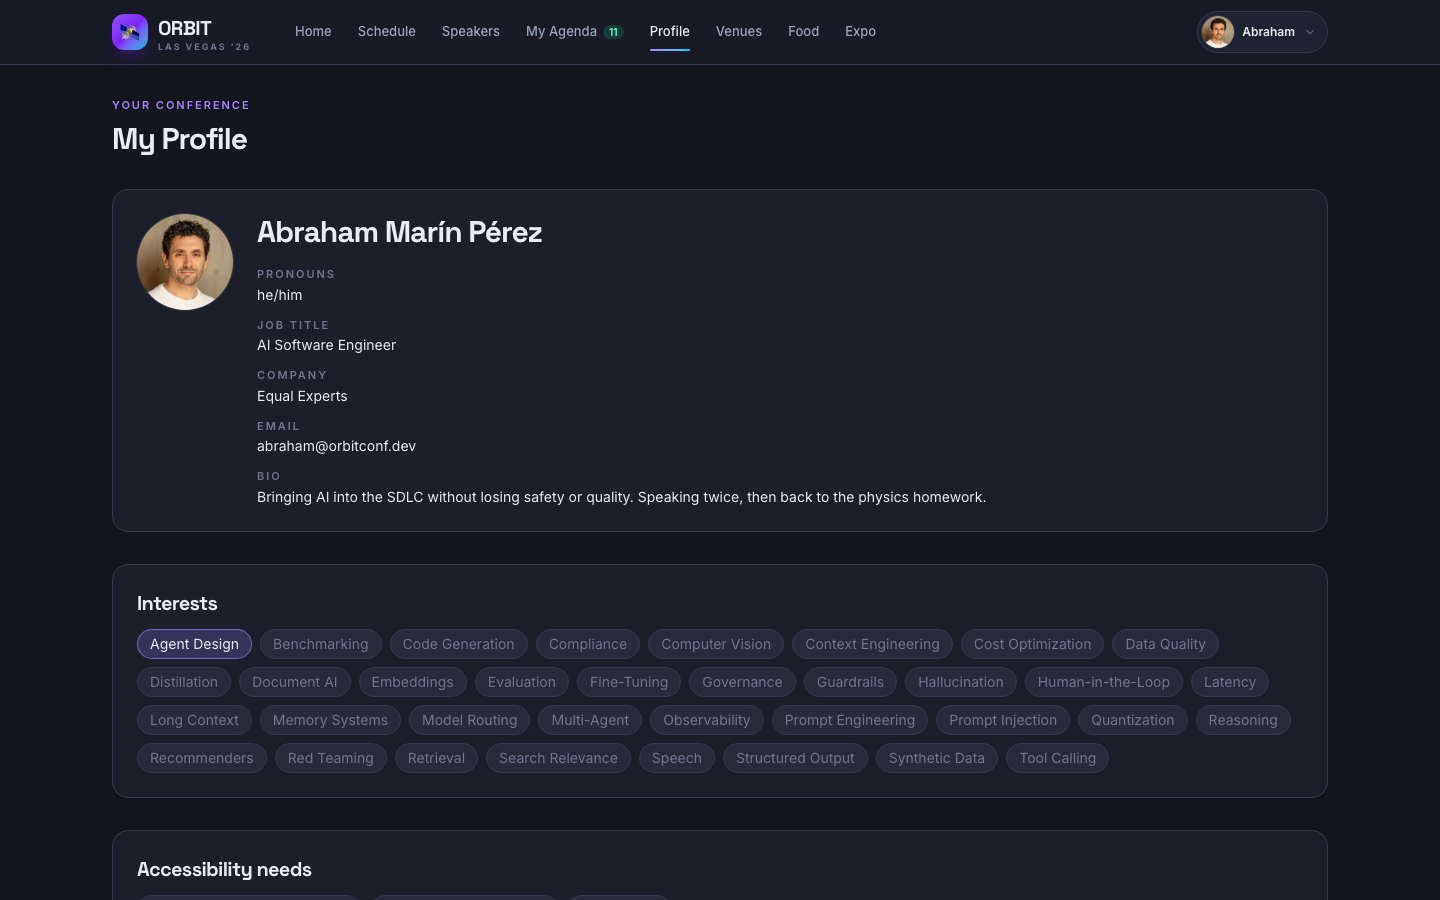 ORBIT
LAS VEGAS '26
Home
Schedule
Speakers
My Agenda 11
Profile
Venues
Food
Expo
Abraham
YOUR CONFERENCE
My Profile
Abraham Marín Pérez
PRONOUNS
he/him
JOB TITLE
AI Software Engineer
COMPANY
Equal Experts
EMAIL
abraham@orbitconf.dev
BIO
Bringing AI into the SDLC without losing safety or quality. Speaking twice, then back to the physics homework.
Interests
Agent Design Benchmarking Code Generation Compliance Computer Vision Context Engineering Cost Optimization Data Quality
Distillation Document AI Embeddings Evaluation Fine-Tuning Governance Guardrails Hallucination Human-in-the-Loop Latency
Long Context Memory Systems Model Routing Multi-Agent Observability Prompt Engineering Prompt Injection Quantization Reasoning
Recommenders Red Teaming Retrieval Search Relevance Speech Structured Output Synthetic Data Tool Calling
Accessibility needs